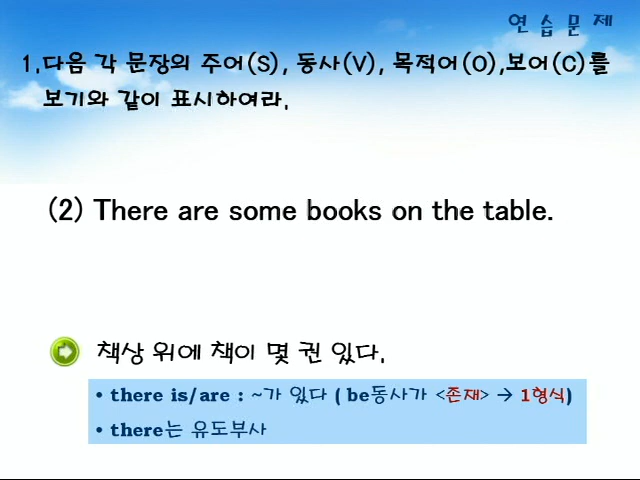 연습문제
1.다음 각 문장의 주어(S), 동사(V), 목적어(O),보어(C)를
보기와 같이 표시하여라.
(2) There are some books on the table.
책상 위에 책이 몇 권 있다.
• there is/are : ~가 있다 ( be동사가 <존재> → 1형식)
• there는 유도부사